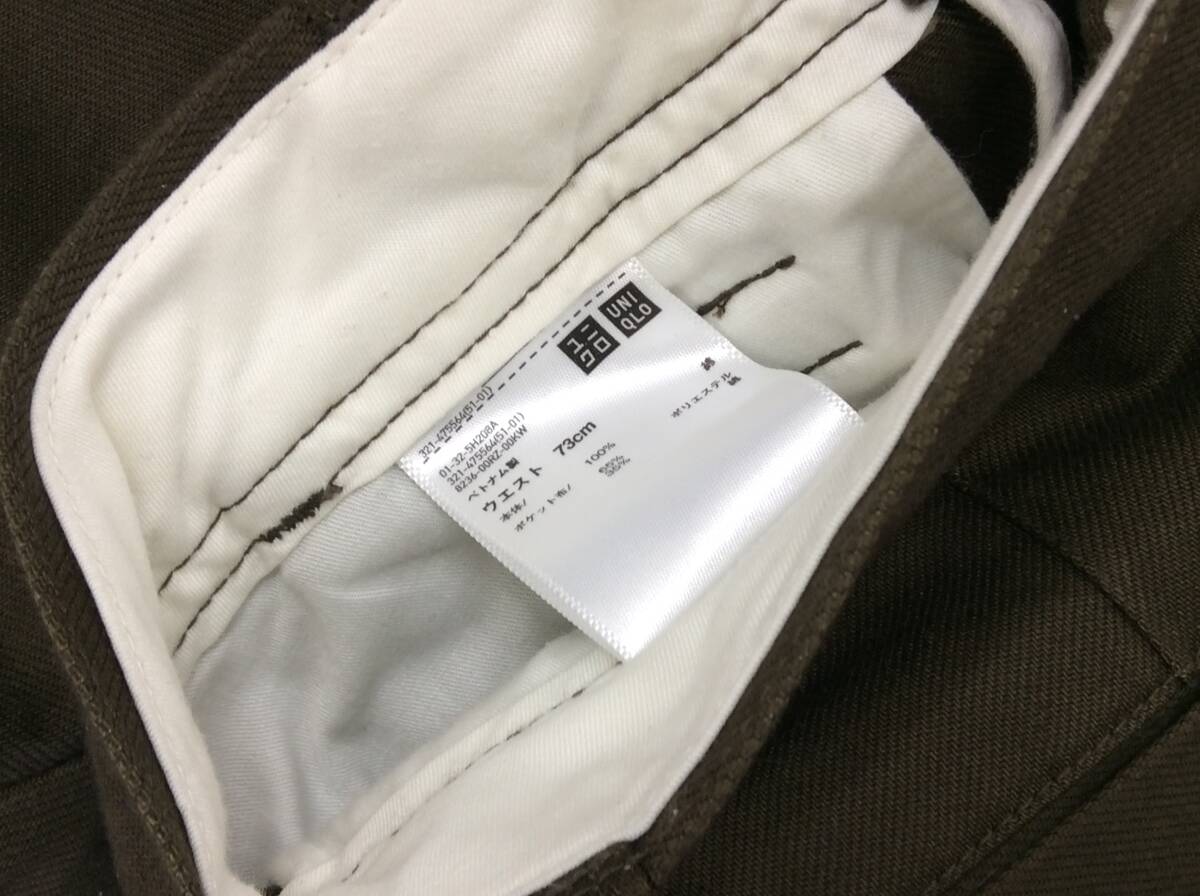 ユニクロ
UNI
QLO
321-475564(51-01)
01-32-5H208A
321-475564(51-01)
8236-00RZ-00KW
ベトナム製
ウエスト 73cm
本体/ 100% 綿
ポケット布/ 65% ポリエステル
35% 綿